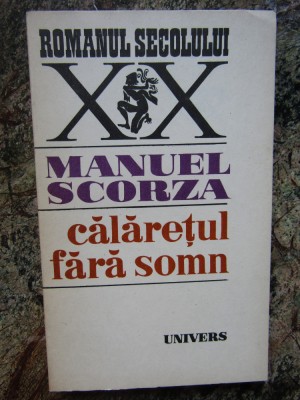 ROMANUL SECOLULUI
XX
MANUEL
SCORZA
călărețul
fără somn
UNIVERS